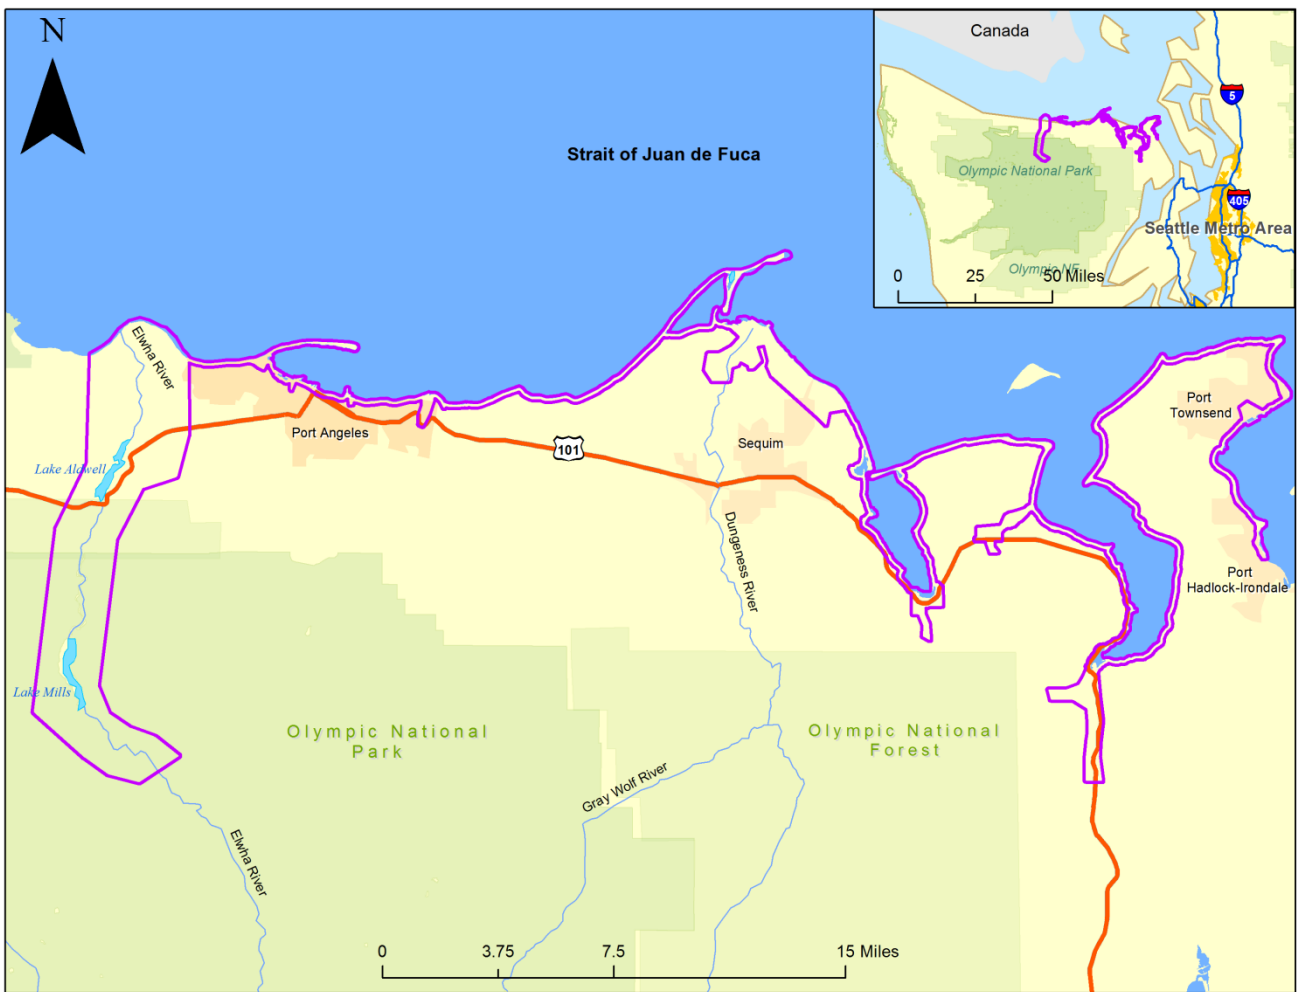 N
Canada
5
Strait of Juan de Fuca
Olympic National Park
405
Seattle Metro Area
Olympic NF
0 25 50 Miles
Elwha River
Port
Townsend
Port Angeles
101
Sequim
Lake Aldwell
Dungeness River
Port
Hadlock-Irondale
Lake Mills
Olympic National
Park
Olympic National
Forest
Gray Wolf River
Elwha River
0 3.75 7.5 15 Miles